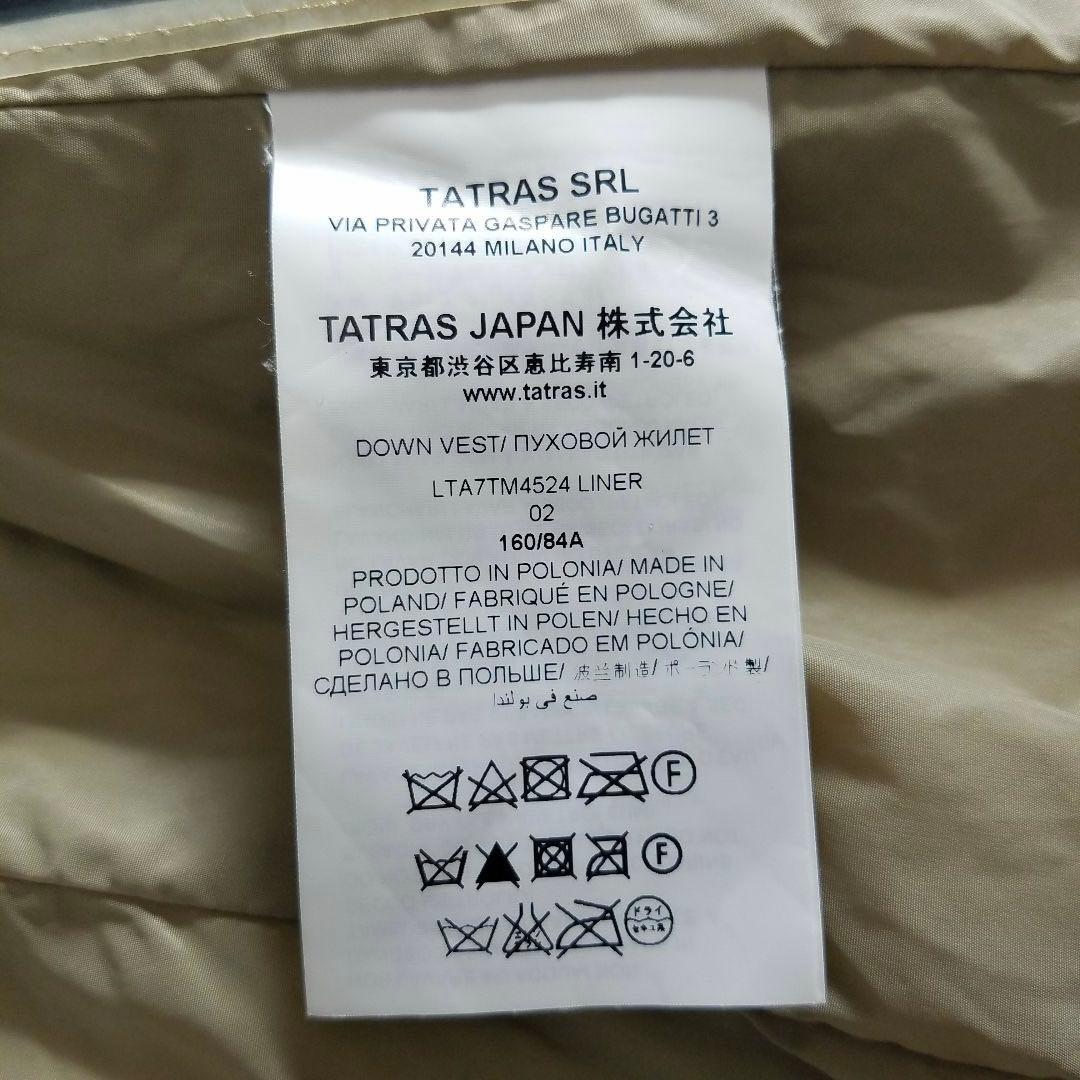 TATRAS SRL
VIA PRIVATA GASPARE BUGATTI 3
20144 MILANO ITALY
TATRAS JAPAN 株式会社
東京都渋谷区恵比寿南 1-20-6
www.tatras.it
DOWN VEST/ ПУХОВОЙ ЖИЛЕТ
LTA7TM4524 LINER
02
160/84A
PRODOTTO IN POLONIA/ MADE IN
POLAND/ FABRIQUÉ EN POLOGNE/
HERGESTELLT IN POLEN/ HECHO EN
POLONIA/ FABRICADO EM POLÓNIA/
СДЕЛАНО В ПОЛЬШЕ/ 波兰制造/ ポーランド製/
صنع في بولندا
F
F
ドライ